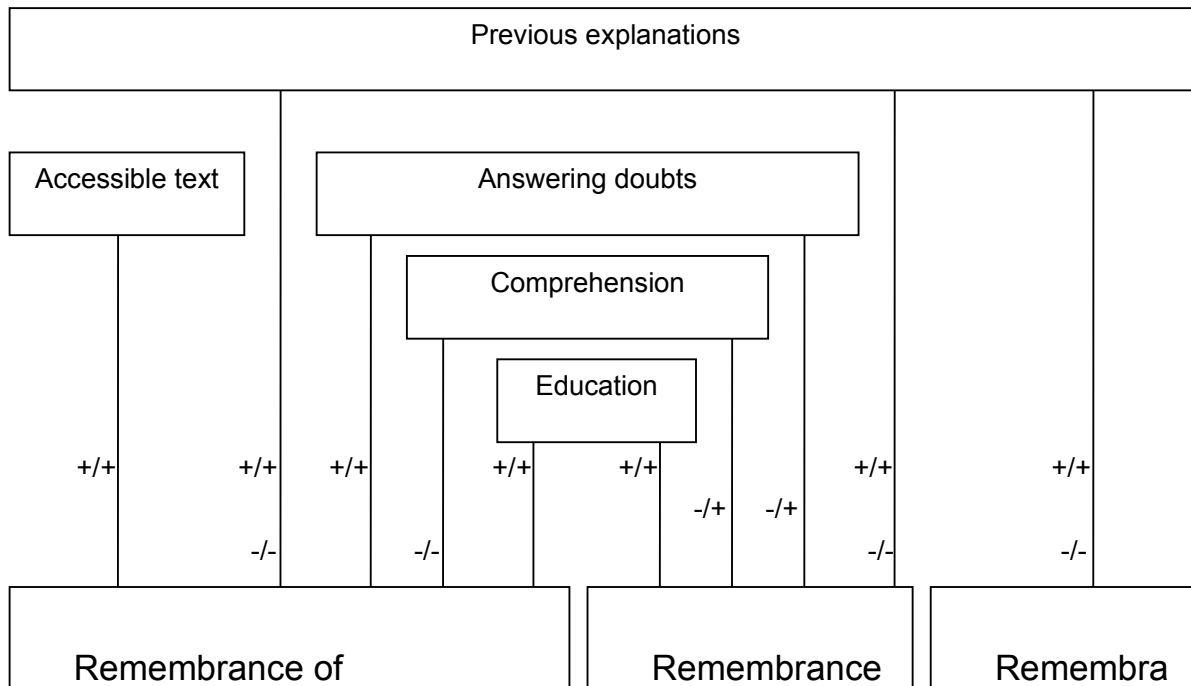 Previous explanations
Accessible text
Answering doubts
Comprehension
Education
+/+ +/+ +/+ +/+ +/+ +/+ +/+
-/+ -/+
-/- -/- -/- -/-
Remembrance of Remembrance Remembra